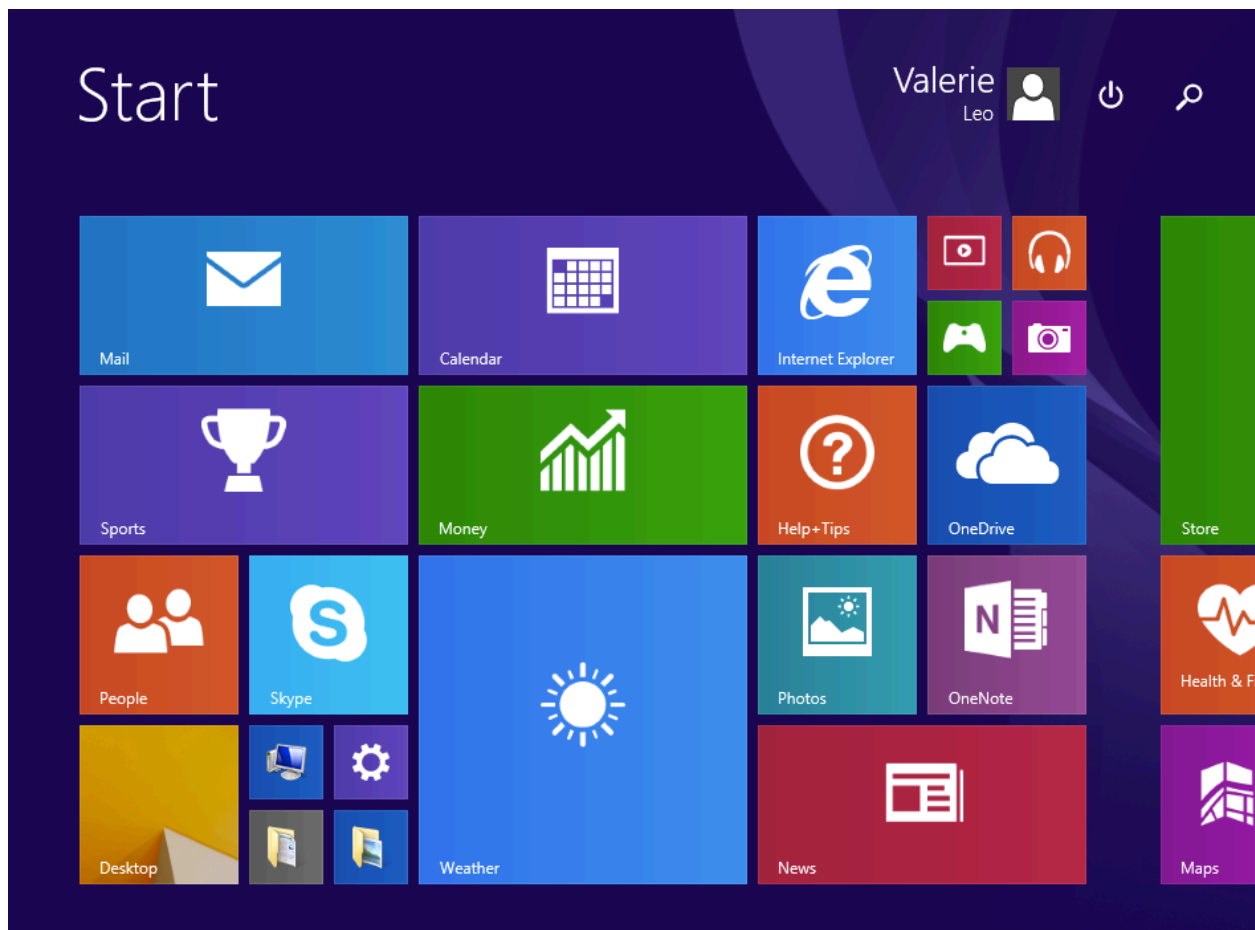 Start
Valerie
Leo
Mail
Calendar
Internet Explorer
Sports
Money
Help+Tips
OneDrive
Store
People
Skype
Photos
OneNote
Health & F
Desktop
Weather
News
Maps